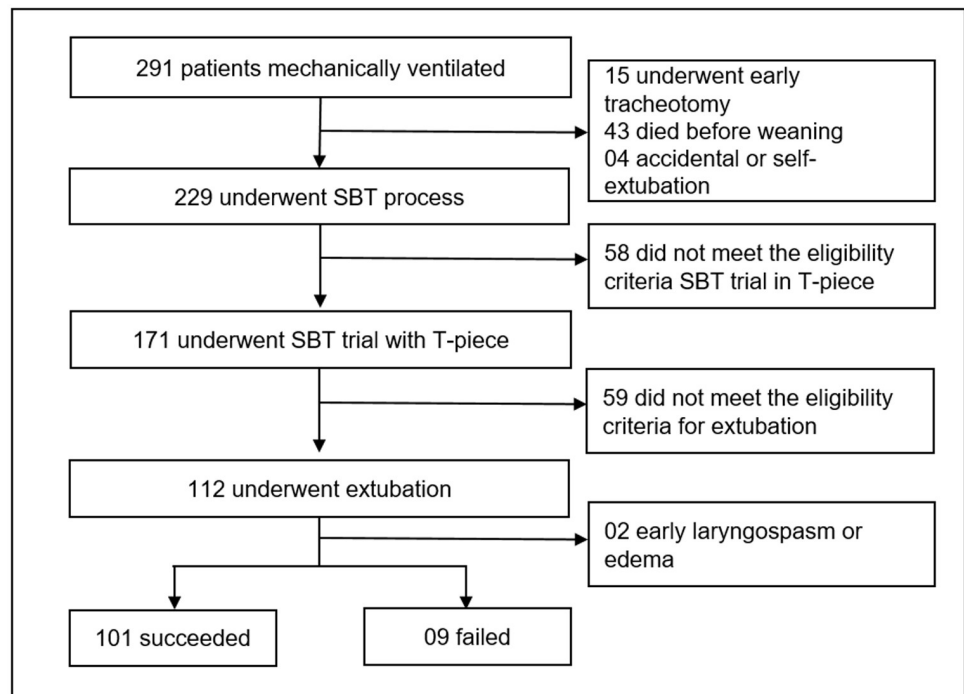 291 patients mechanically ventilated
15 underwent early
tracheotomy
43 died before weaning
04 accidental or self-
extubation
229 underwent SBT process
58 did not meet the eligibility
criteria SBT trial in T-piece
171 underwent SBT trial with T-piece
59 did not meet the eligibility
criteria for extubation
112 underwent extubation
02 early laryngospasm or
edema
101 succeeded
09 failed